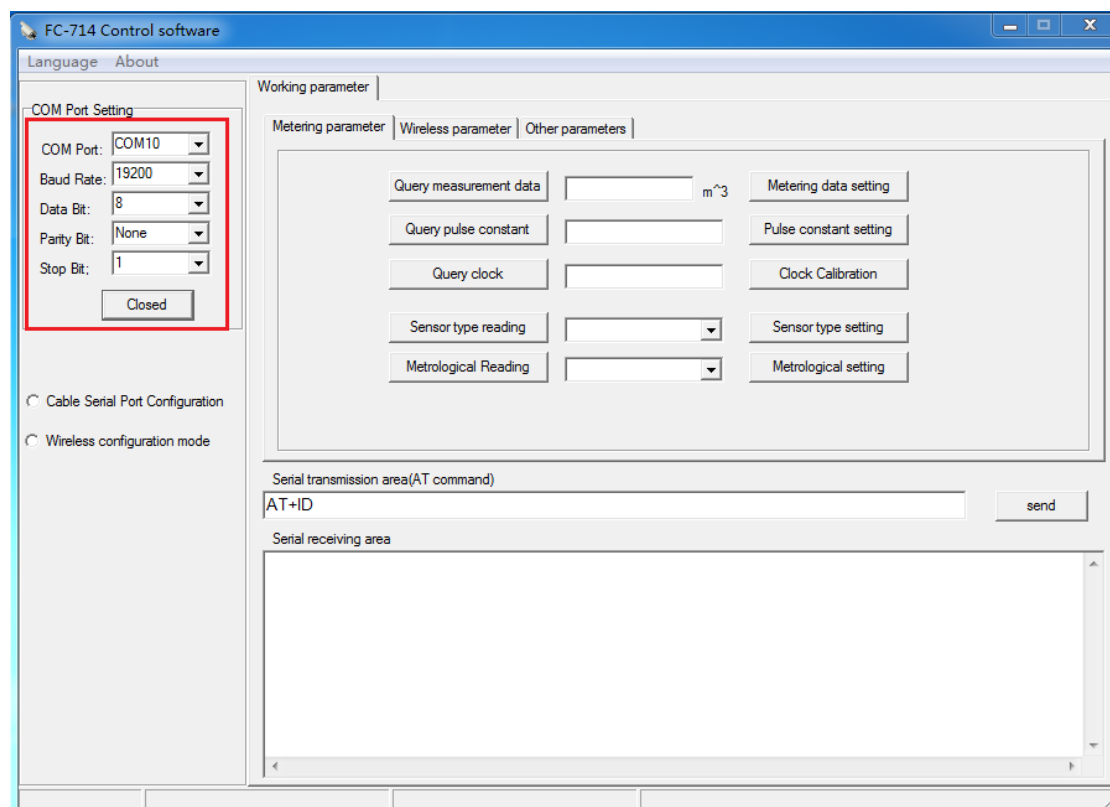 FC-714 Control software
Language About
COM Port Setting
COM Port: COM10
Baud Rate: 19200
Data Bit: 8
Parity Bit: None
Stop Bit; 1
Closed
Cable Serial Port Configuration
Wireless configuration mode
Working parameter
Metering parameter Wireless parameter Other parameters
Query measurement data m^3 Metering data setting
Query pulse constant Pulse constant setting
Query clock Clock Calibration
Sensor type reading Sensor type setting
Metrological Reading Metrological setting
Serial transmission area(AT command)
AT+ID send
Serial receiving area